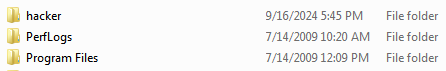 hacker 9/16/2024 5:45 PM File folder
PerfLogs 7/14/2009 10:20 AM File folder
Program Files 7/14/2009 12:09 PM File folder